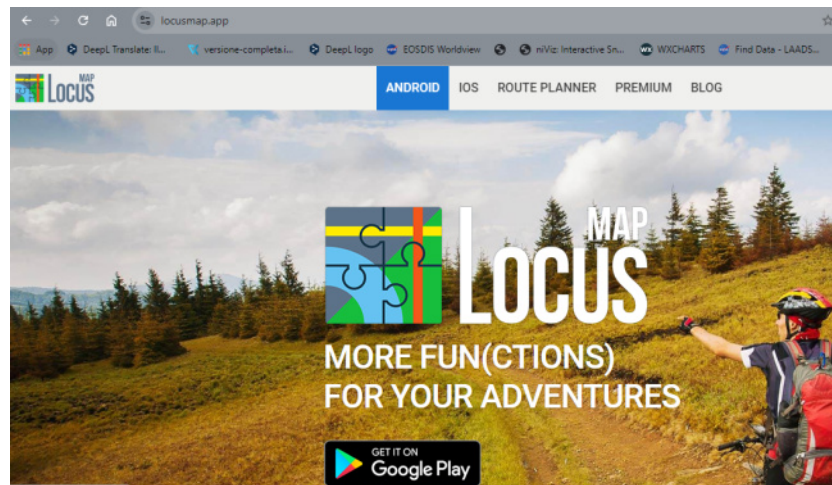 locusmap.app
App DeepL Translate: Il... versione-completa.i... DeepL logo EOSDIS Worldview niViz: Interactive Sn... WXCHARTS Find Data - LAADS...
LOCUS MAP ANDROID IOS ROUTE PLANNER PREMIUM BLOG
MAP
LOCUS
MORE FUN(CTIONS)
FOR YOUR ADVENTURES
GET IT ON
Google Play